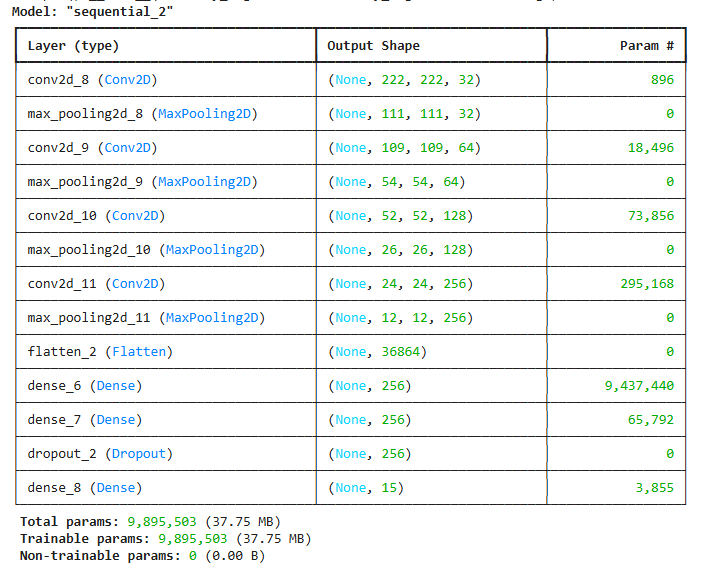 Model: "sequential_2"
Layer (type) Output Shape Param #
conv2d_8 (Conv2D) (None, 222, 222, 32) 896
max_pooling2d_8 (MaxPooling2D) (None, 111, 111, 32) 0
conv2d_9 (Conv2D) (None, 109, 109, 64) 18,496
max_pooling2d_9 (MaxPooling2D) (None, 54, 54, 64) 0
conv2d_10 (Conv2D) (None, 52, 52, 128) 73,856
max_pooling2d_10 (MaxPooling2D) (None, 26, 26, 128) 0
conv2d_11 (Conv2D) (None, 24, 24, 256) 295,168
max_pooling2d_11 (MaxPooling2D) (None, 12, 12, 256) 0
flatten_2 (Flatten) (None, 36864) 0
dense_6 (Dense) (None, 256) 9,437,440
dense_7 (Dense) (None, 256) 65,792
dropout_2 (Dropout) (None, 256) 0
dense_8 (Dense) (None, 15) 3,855
Total params: 9,895,503 (37.75 MB)
Trainable params: 9,895,503 (37.75 MB)
Non-trainable params: 0 (0.00 B)